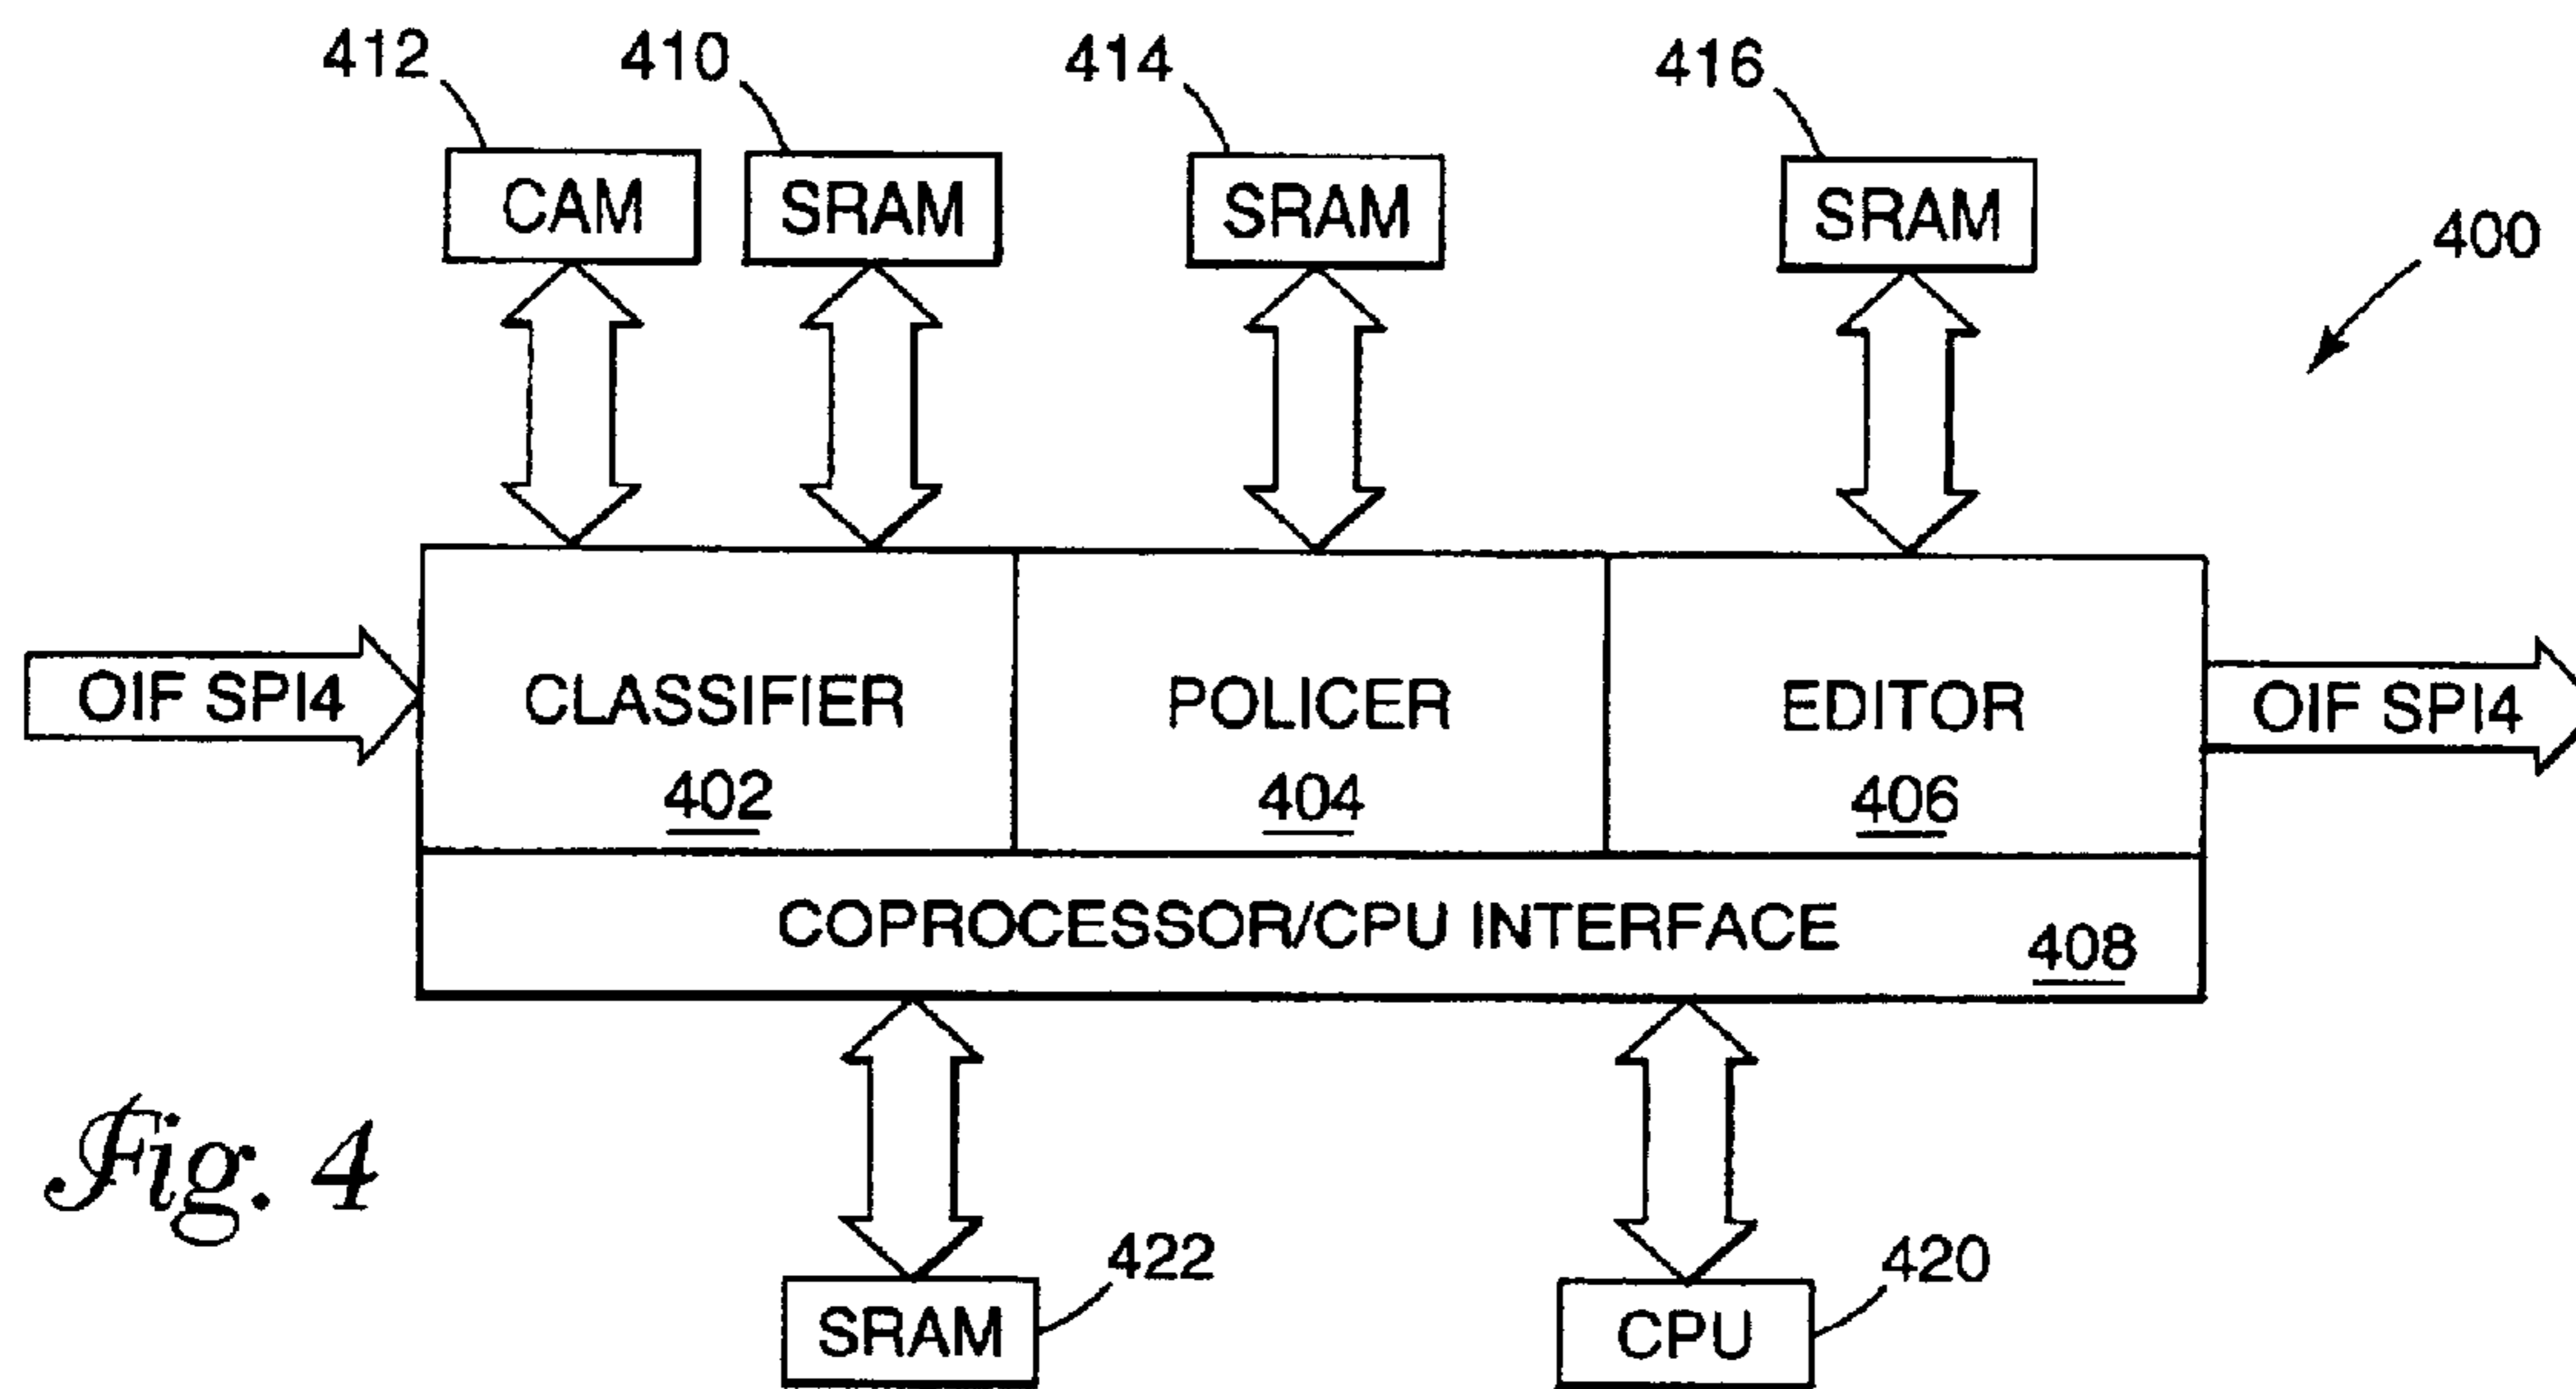 412
410
414
416
CAM
SRAM
SRAM
SRAM
400
OIF SPI4
CLASSIFIER
402
POLICER
404
EDITOR
406
OIF SPI4
COPROCESSOR/CPU INTERFACE
408
Fig. 4
SRAM
422
CPU
420